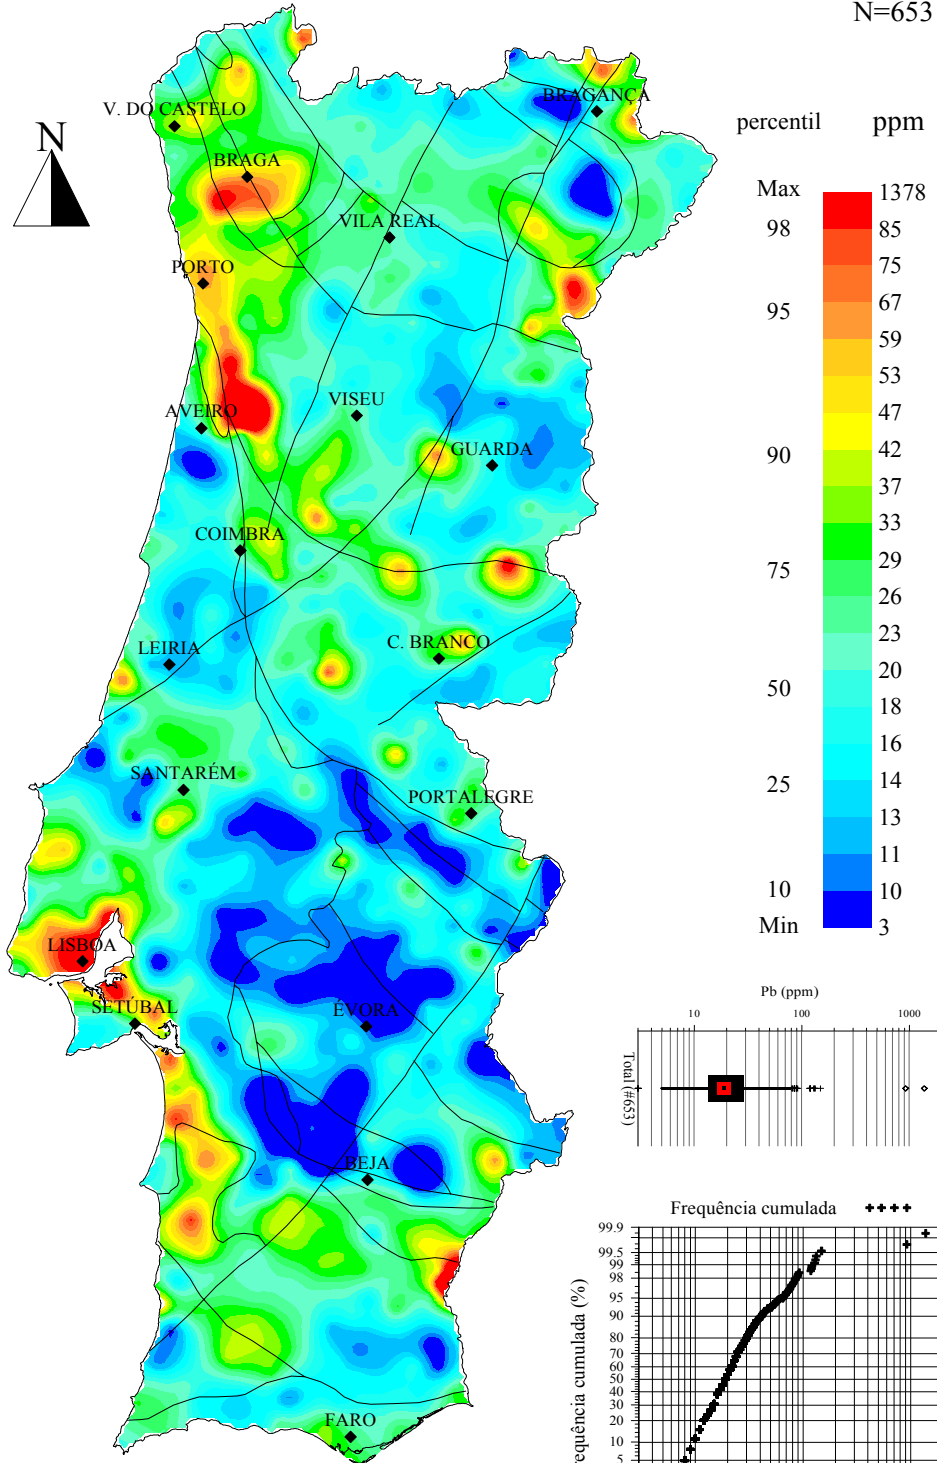 N=653
N
V. DO CASTELO
BRAGANÇA
BRAGA
VILA REAL
PORTO
AVEIRO
VISEU
GUARDA
COIMBRA
LEIRIA
C. BRANCO
SANTARÉM
PORTALEGRE
LISBOA
SETÚBAL
ÉVORA
BEJA
FARO
percentil ppm
Max 1378
98 85
75
67
95
59
53
47
42
90
37
33
29
75
26
23
20
50
18
16
14
25
13
11
10 10
Min 3
Pb (ppm)
10 100 1000
Total (#653)
Frequência cumulada
99.9
99.5
99
98
95
90
80
70
60
50
40
30
20
10
5
requência cumulada (%)